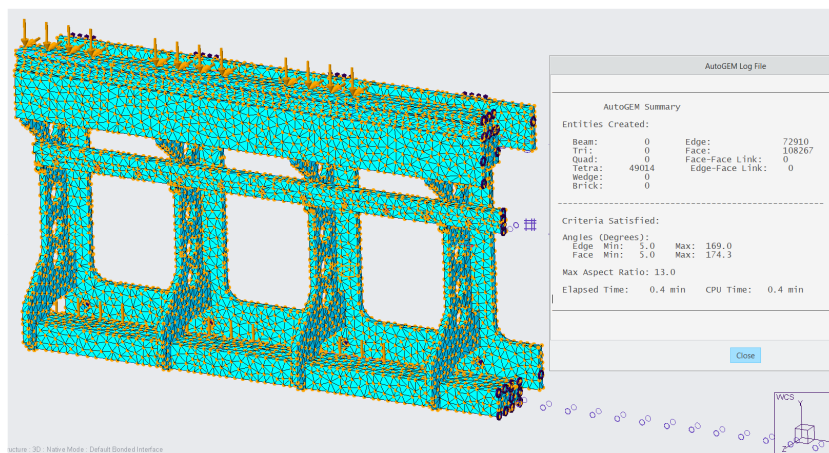 AutoGEM Log File
AutoGEM Summary
Entities Created:
Beam: 0 Edge: 72910
Tri: 0 Face: 108267
Quad: 0 Face-Face Link: 0
Tetra: 49014 Edge-Face Link: 0
Wedge: 0
Brick: 0
Criteria Satisfied:
Angles (Degrees):
Edge Min: 5.0 Max: 169.0
Face Min: 5.0 Max: 174.3
Max Aspect Ratio: 13.0
Elapsed Time: 0.4 min CPU Time: 0.4 min
Close
WCS
Y
Z
ucture : 3D : Native Mode : Default Bonded Interface